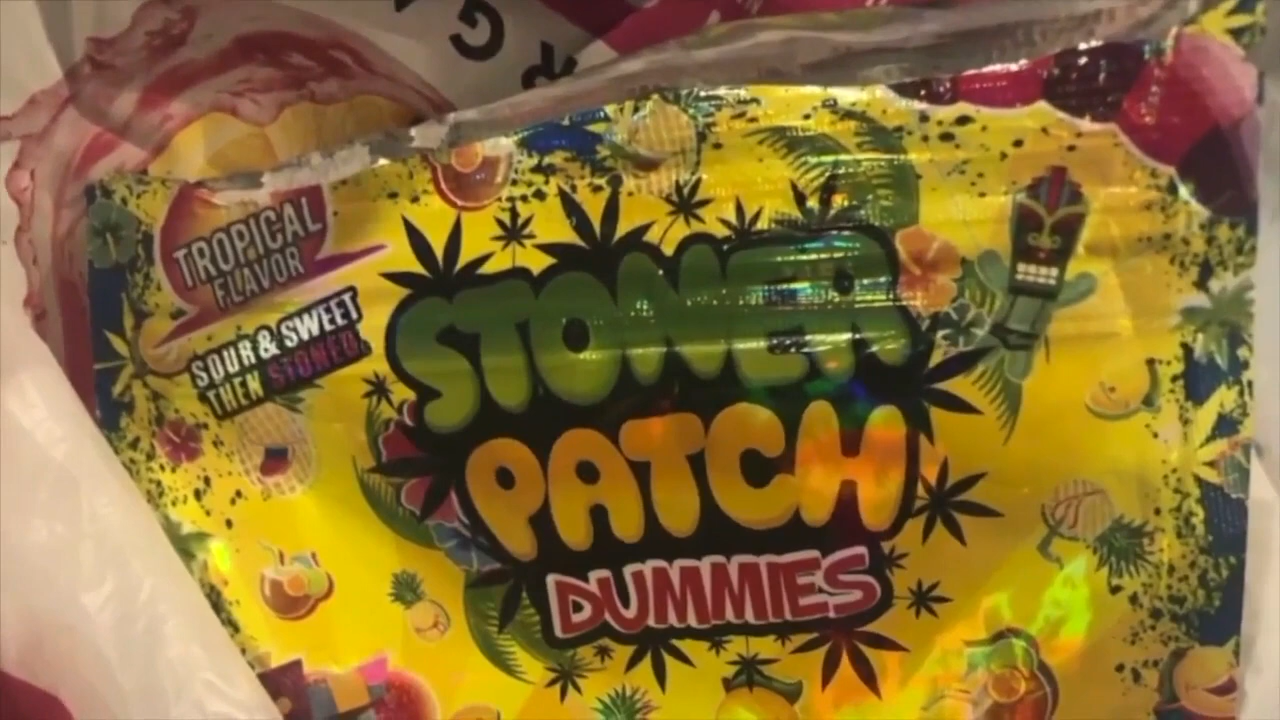 TROPICAL
FLAVOR
SOUR & SWEET
THEN STONED.
STONER
PATCH
DUMMIES